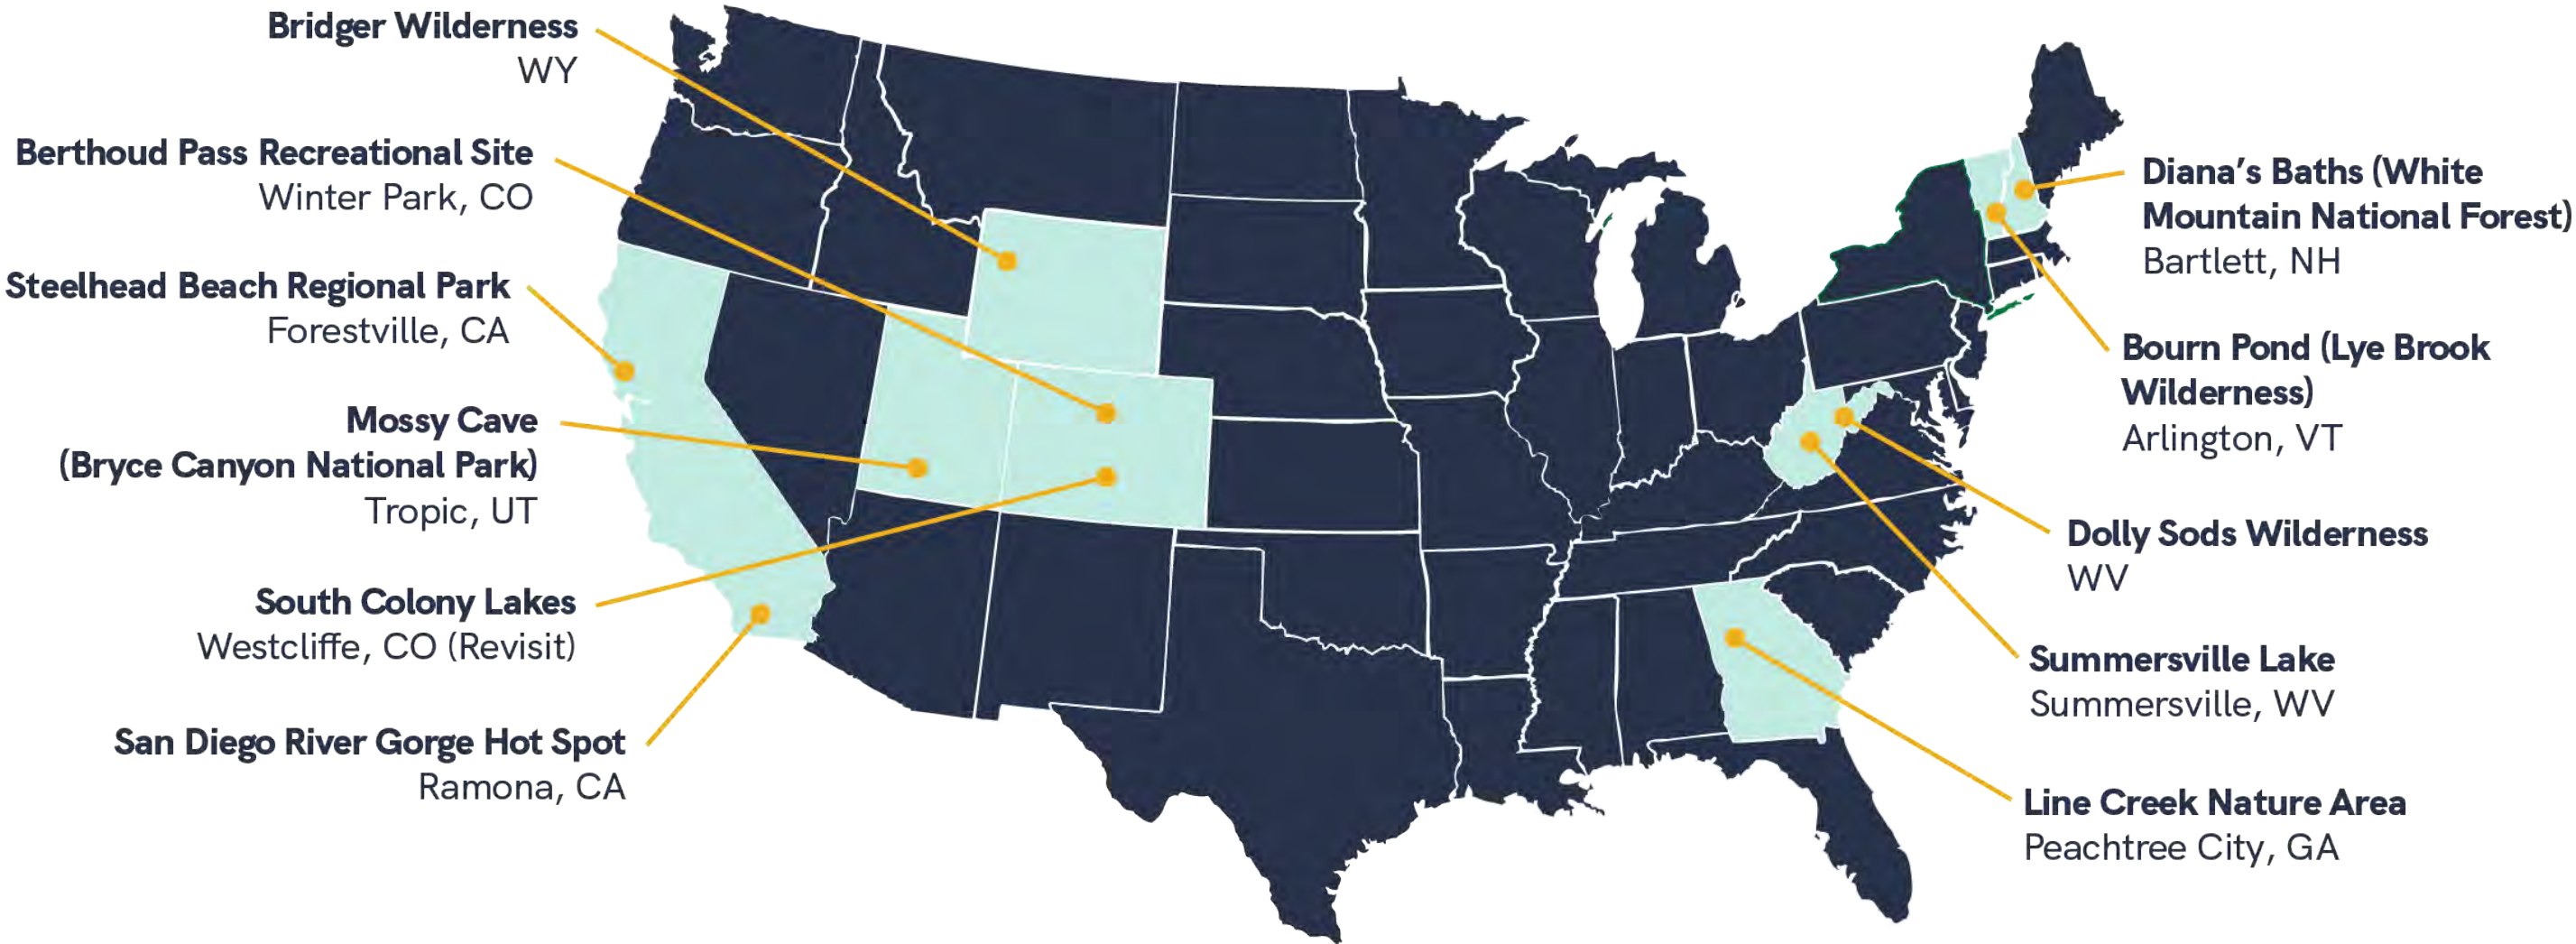 Bridger Wilderness
WY
Berthoud Pass Recreational Site
Winter Park, CO
Steelhead Beach Regional Park
Forestville, CA
Mossy Cave
(Bryce Canyon National Park)
Tropic, UT
South Colony Lakes
Westcliffe, CO (Revisit)
San Diego River Gorge Hot Spot
Ramona, CA
Diana’s Baths (White
Mountain National Forest)
Bartlett, NH
Bourn Pond (Lye Brook
Wilderness)
Arlington, VT
Dolly Sods Wilderness
WV
Summersville Lake
Summersville, WV
Line Creek Nature Area
Peachtree City, GA